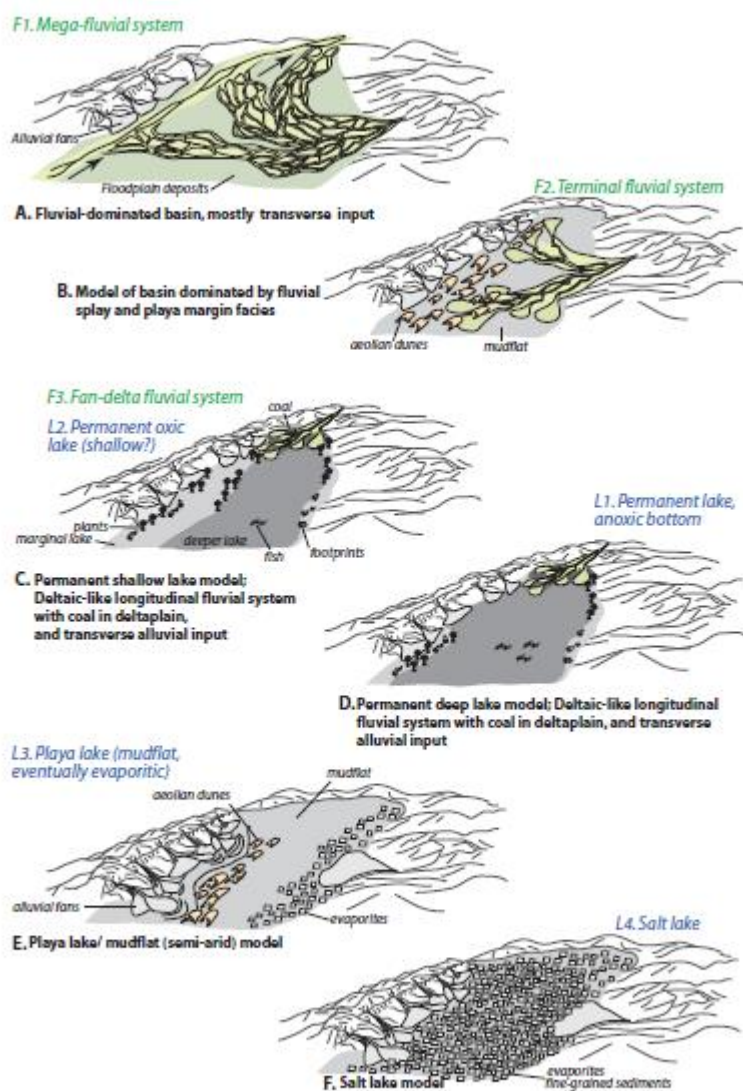 F1. Mega-fluvial system
Alluvial fans
Floodplain deposits
A. Fluvial-dominated basin, mostly transverse input
F2. Terminal fluvial system
B. Model of basin dominated by fluvial
splay and playa margin facies
aeolian dunes
mudflat
F3. Fan-delta fluvial system
L2. Permanent oxic
lake (shallow?)
coal
plants
marginal lake
deeper lake
fish
footprints
C. Permanent shallow lake model;
Deltaic-like longitudinal fluvial system
with coal in deltaplain,
and transverse alluvial input
L1. Permanent lake,
anoxic bottom
D. Permanent deep lake model; Deltaic-like longitudinal
fluvial system with coal in deltaplain, and transverse
alluvial input
L3. Playa lake (mudflat,
eventually evaporitic)
mudflat
aeolian dunes
alluvial fans
evaporites
E. Playa lake/ mudflat (semi-arid) model
L4. Salt lake
evaporites
fine-grained sediments
F. Salt lake model